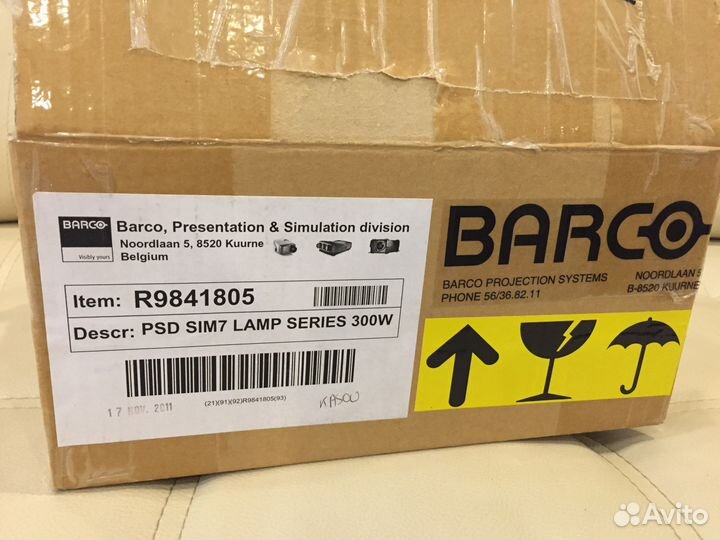 BARCO
Visibly yours
Barco, Presentation & Simulation division
Noordlaan 5, 8520 Kuurne
Belgium
Item: R9841805
Descr: PSD SIM7 LAMP SERIES 300W
17 NOV. 2011
(21)(91)(92)R9841805(93)
BARCO
BARCO PROJECTION SYSTEMS
PHONE 56/36.82.11
NOORDLAAN 5
B-8520 KUURNE
Avito